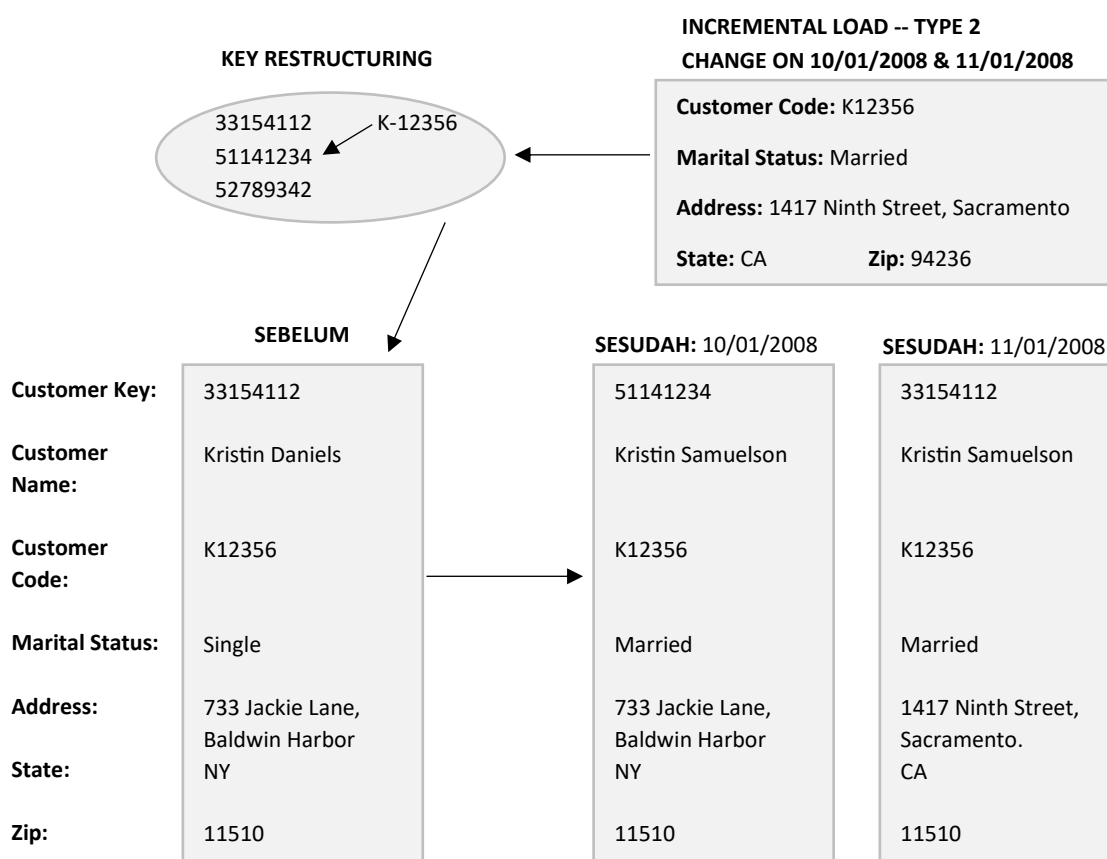 INCREMENTAL LOAD -- TYPE 2
CHANGE ON 10/01/2008 & 11/01/2008
KEY RESTRUCTURING
33154112 K-12356
51141234
52789342
Customer Code: K12356
Marital Status: Married
Address: 1417 Ninth Street, Sacramento
State: CA Zip: 94236
SEBELUM
SESUDAH: 10/01/2008
SESUDAH: 11/01/2008
Customer Key: 33154112 51141234 33154112
Customer Kristin Daniels Kristin Samuelson Kristin Samuelson
Name:
Customer K12356 K12356 K12356
Code:
Marital Status: Single Married Married
Address: 733 Jackie Lane, 733 Jackie Lane, 1417 Ninth Street,
Baldwin Harbor Baldwin Harbor Sacramento.
State: NY NY CA
Zip: 11510 11510 11510